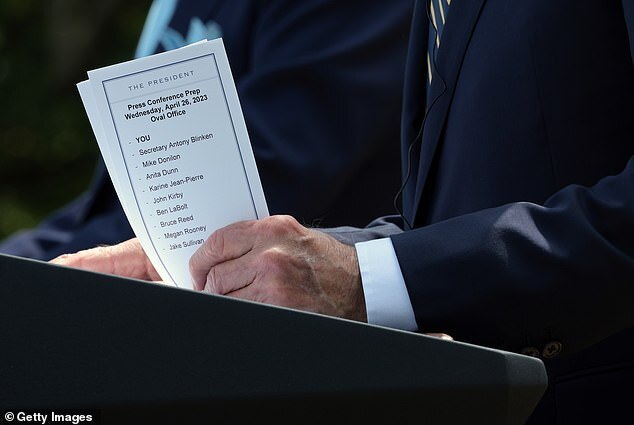 THE PRESIDENT
Press Conference Prep
Wednesday, April 26, 2023
Oval Office
- YOU
- Secretary Antony Blinken
- Mike Donilon
- Anita Dunn
- Karine Jean-Pierre
- John Kirby
- Ben LaBolt
- Bruce Reed
- Megan Rooney
- Jake Sullivan
© Getty Images